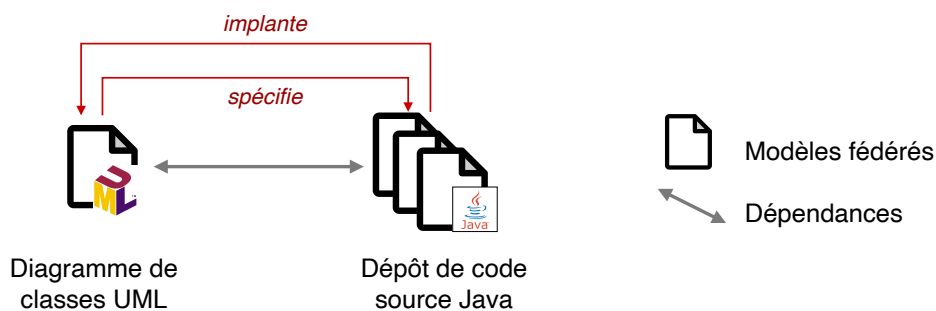 implante
spécifie
UML
Java
Modèles fédérés
Dépendances
Diagramme de
classes UML
Dépôt de code
source Java